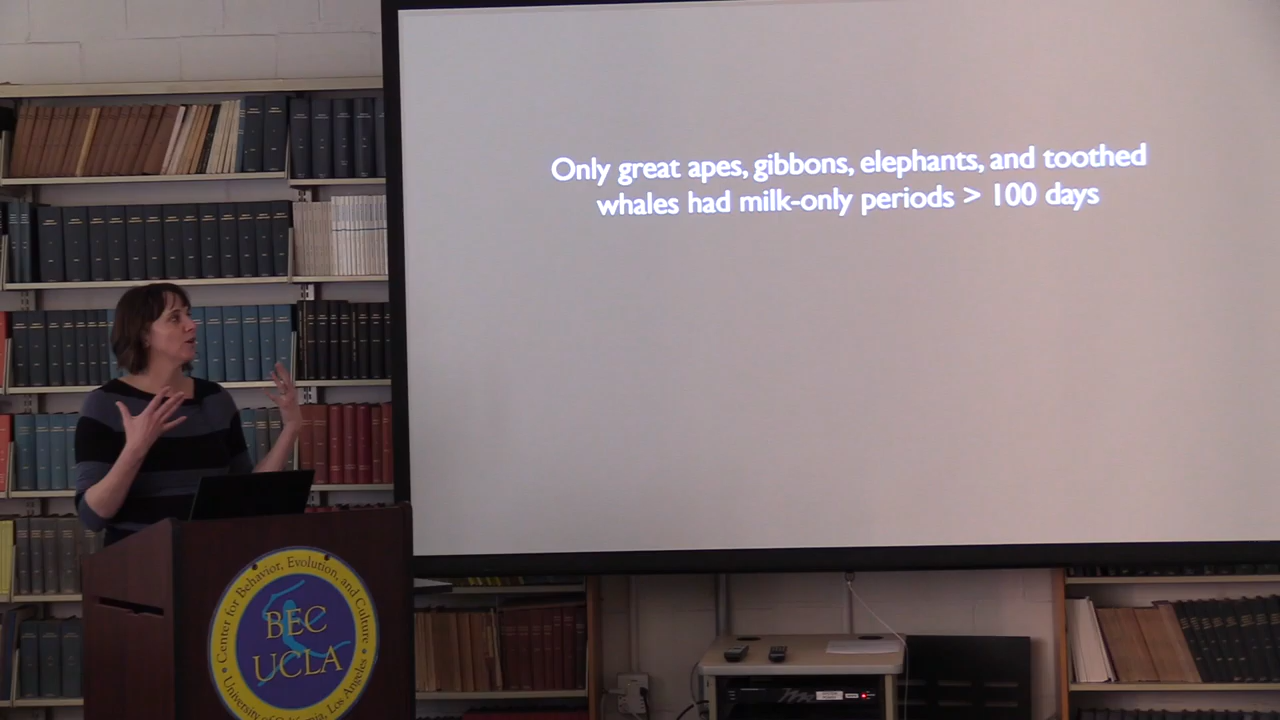 Only great apes, gibbons, elephants, and toothed
whales had milk-only periods > 100 days
Center for Behavior, Evolution, and Culture
BEC
UCLA
University of California, Los Angeles